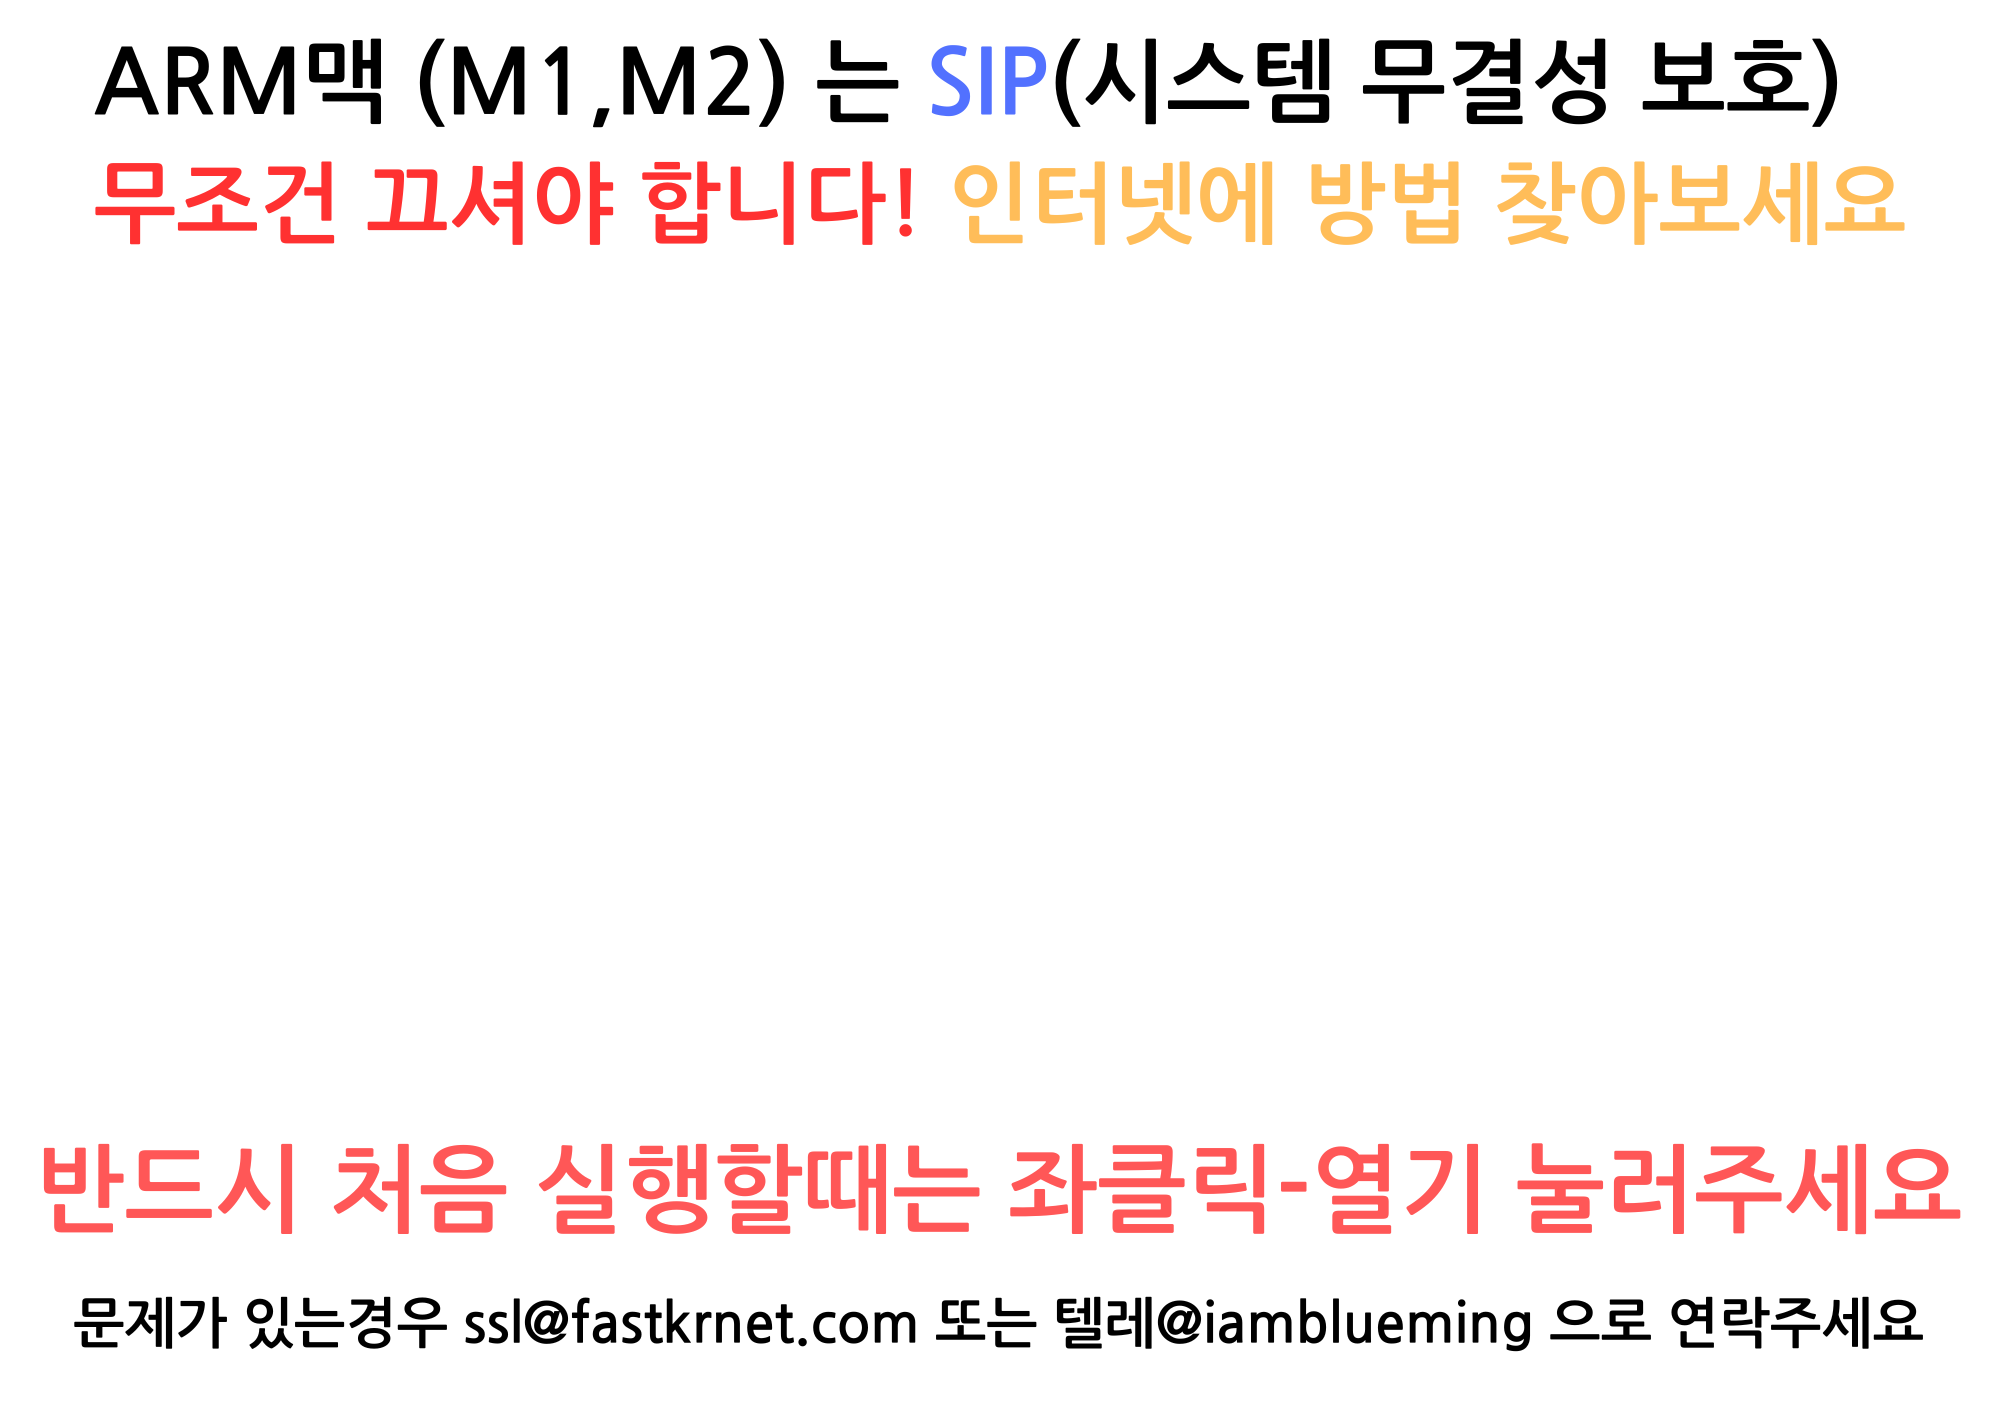 ARM맥 (M1,M2) 는 SIP(시스템 무결성 보호)
무조건 끄셔야 합니다! 인터넷에 방법 찾아보세요
반드시 처음 실행할때는 좌클릭-열기 눌러주세요
문제가 있는경우 ssl@fastkrnet.com 또는 텔레@iamblueming 으로 연락주세요